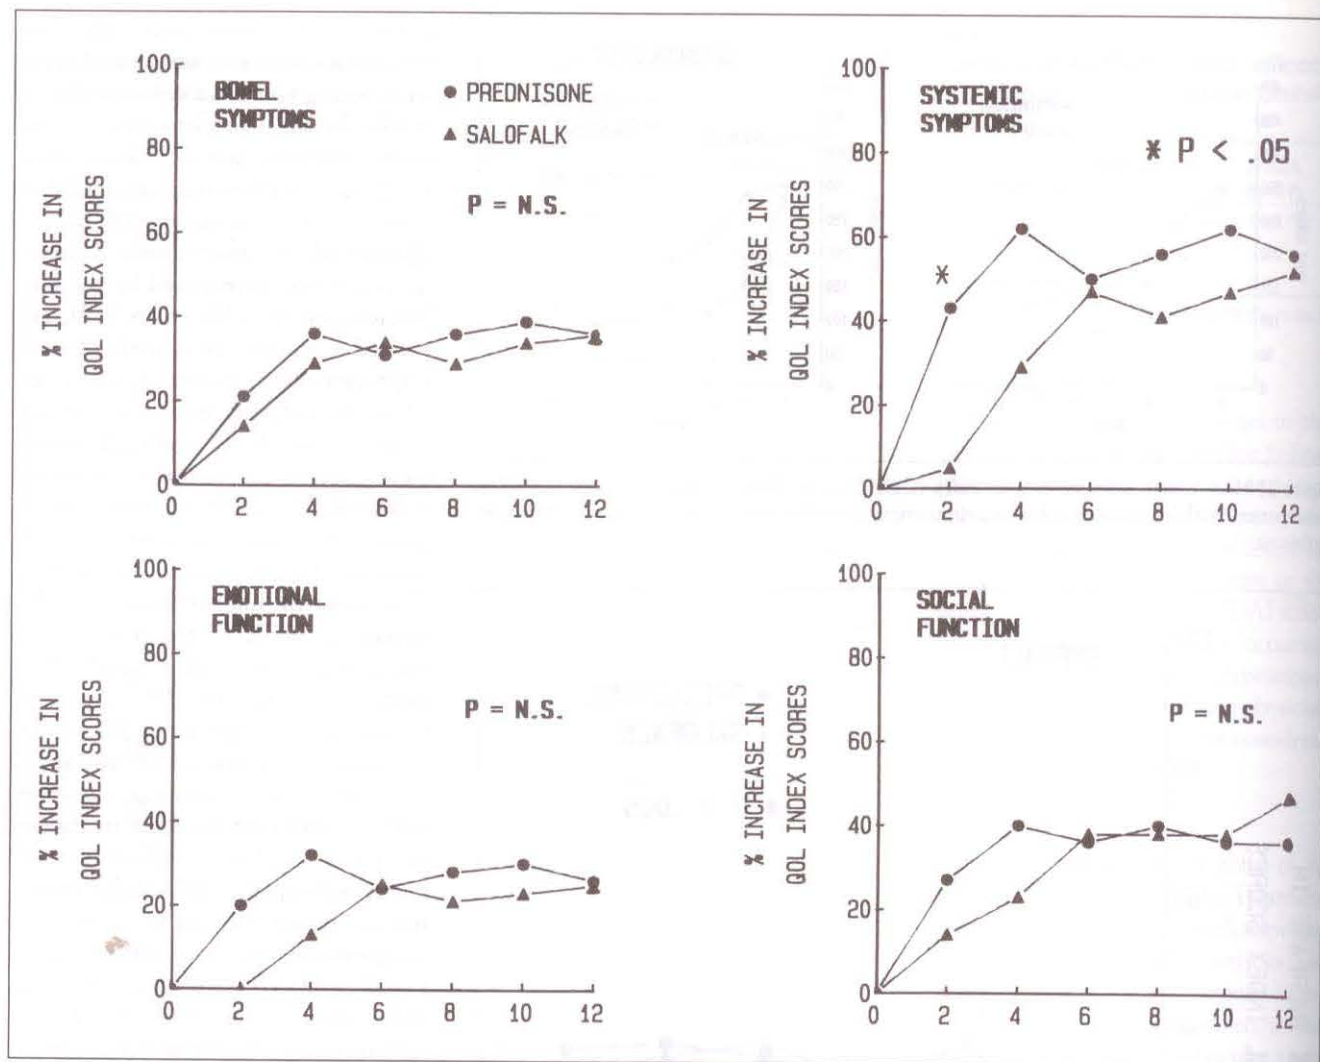 BOWEL
SYMPTOMS
● PREDNISONE
▲ SALOFALK
P = N.S.
% INCREASE IN
QOL INDEX SCORES
100
80
60
40
20
0
0 2 4 6 8 10 12
SYSTEMIC
SYMPTOMS
* P < .05
*
% INCREASE IN
QOL INDEX SCORES
100
80
60
40
20
0
0 2 4 6 8 10 12
EMOTIONAL
FUNCTION
P = N.S.
% INCREASE IN
QOL INDEX SCORES
100
80
60
40
20
0
0 2 4 6 8 10 12
SOCIAL
FUNCTION
P = N.S.
% INCREASE IN
QOL INDEX SCORES
100
80
60
40
20
0
0 2 4 6 8 10 12